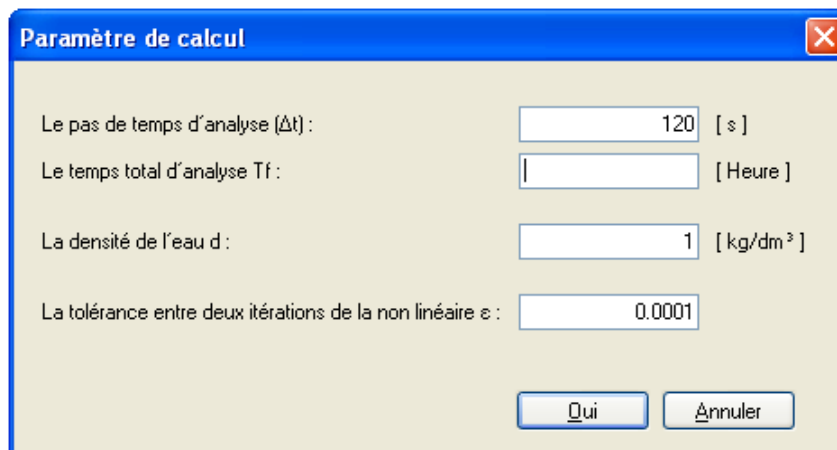 Paramètre de calcul
Le pas de temps d´analyse (Δt) : 120 [ s ]
Le temps total d´analyse Tf : [ Heure ]
La densité de l´eau d : 1 [ kg/dm³ ]
La tolérance entre deux itérations de la non linéaire ε : 0.0001
Oui Annuler